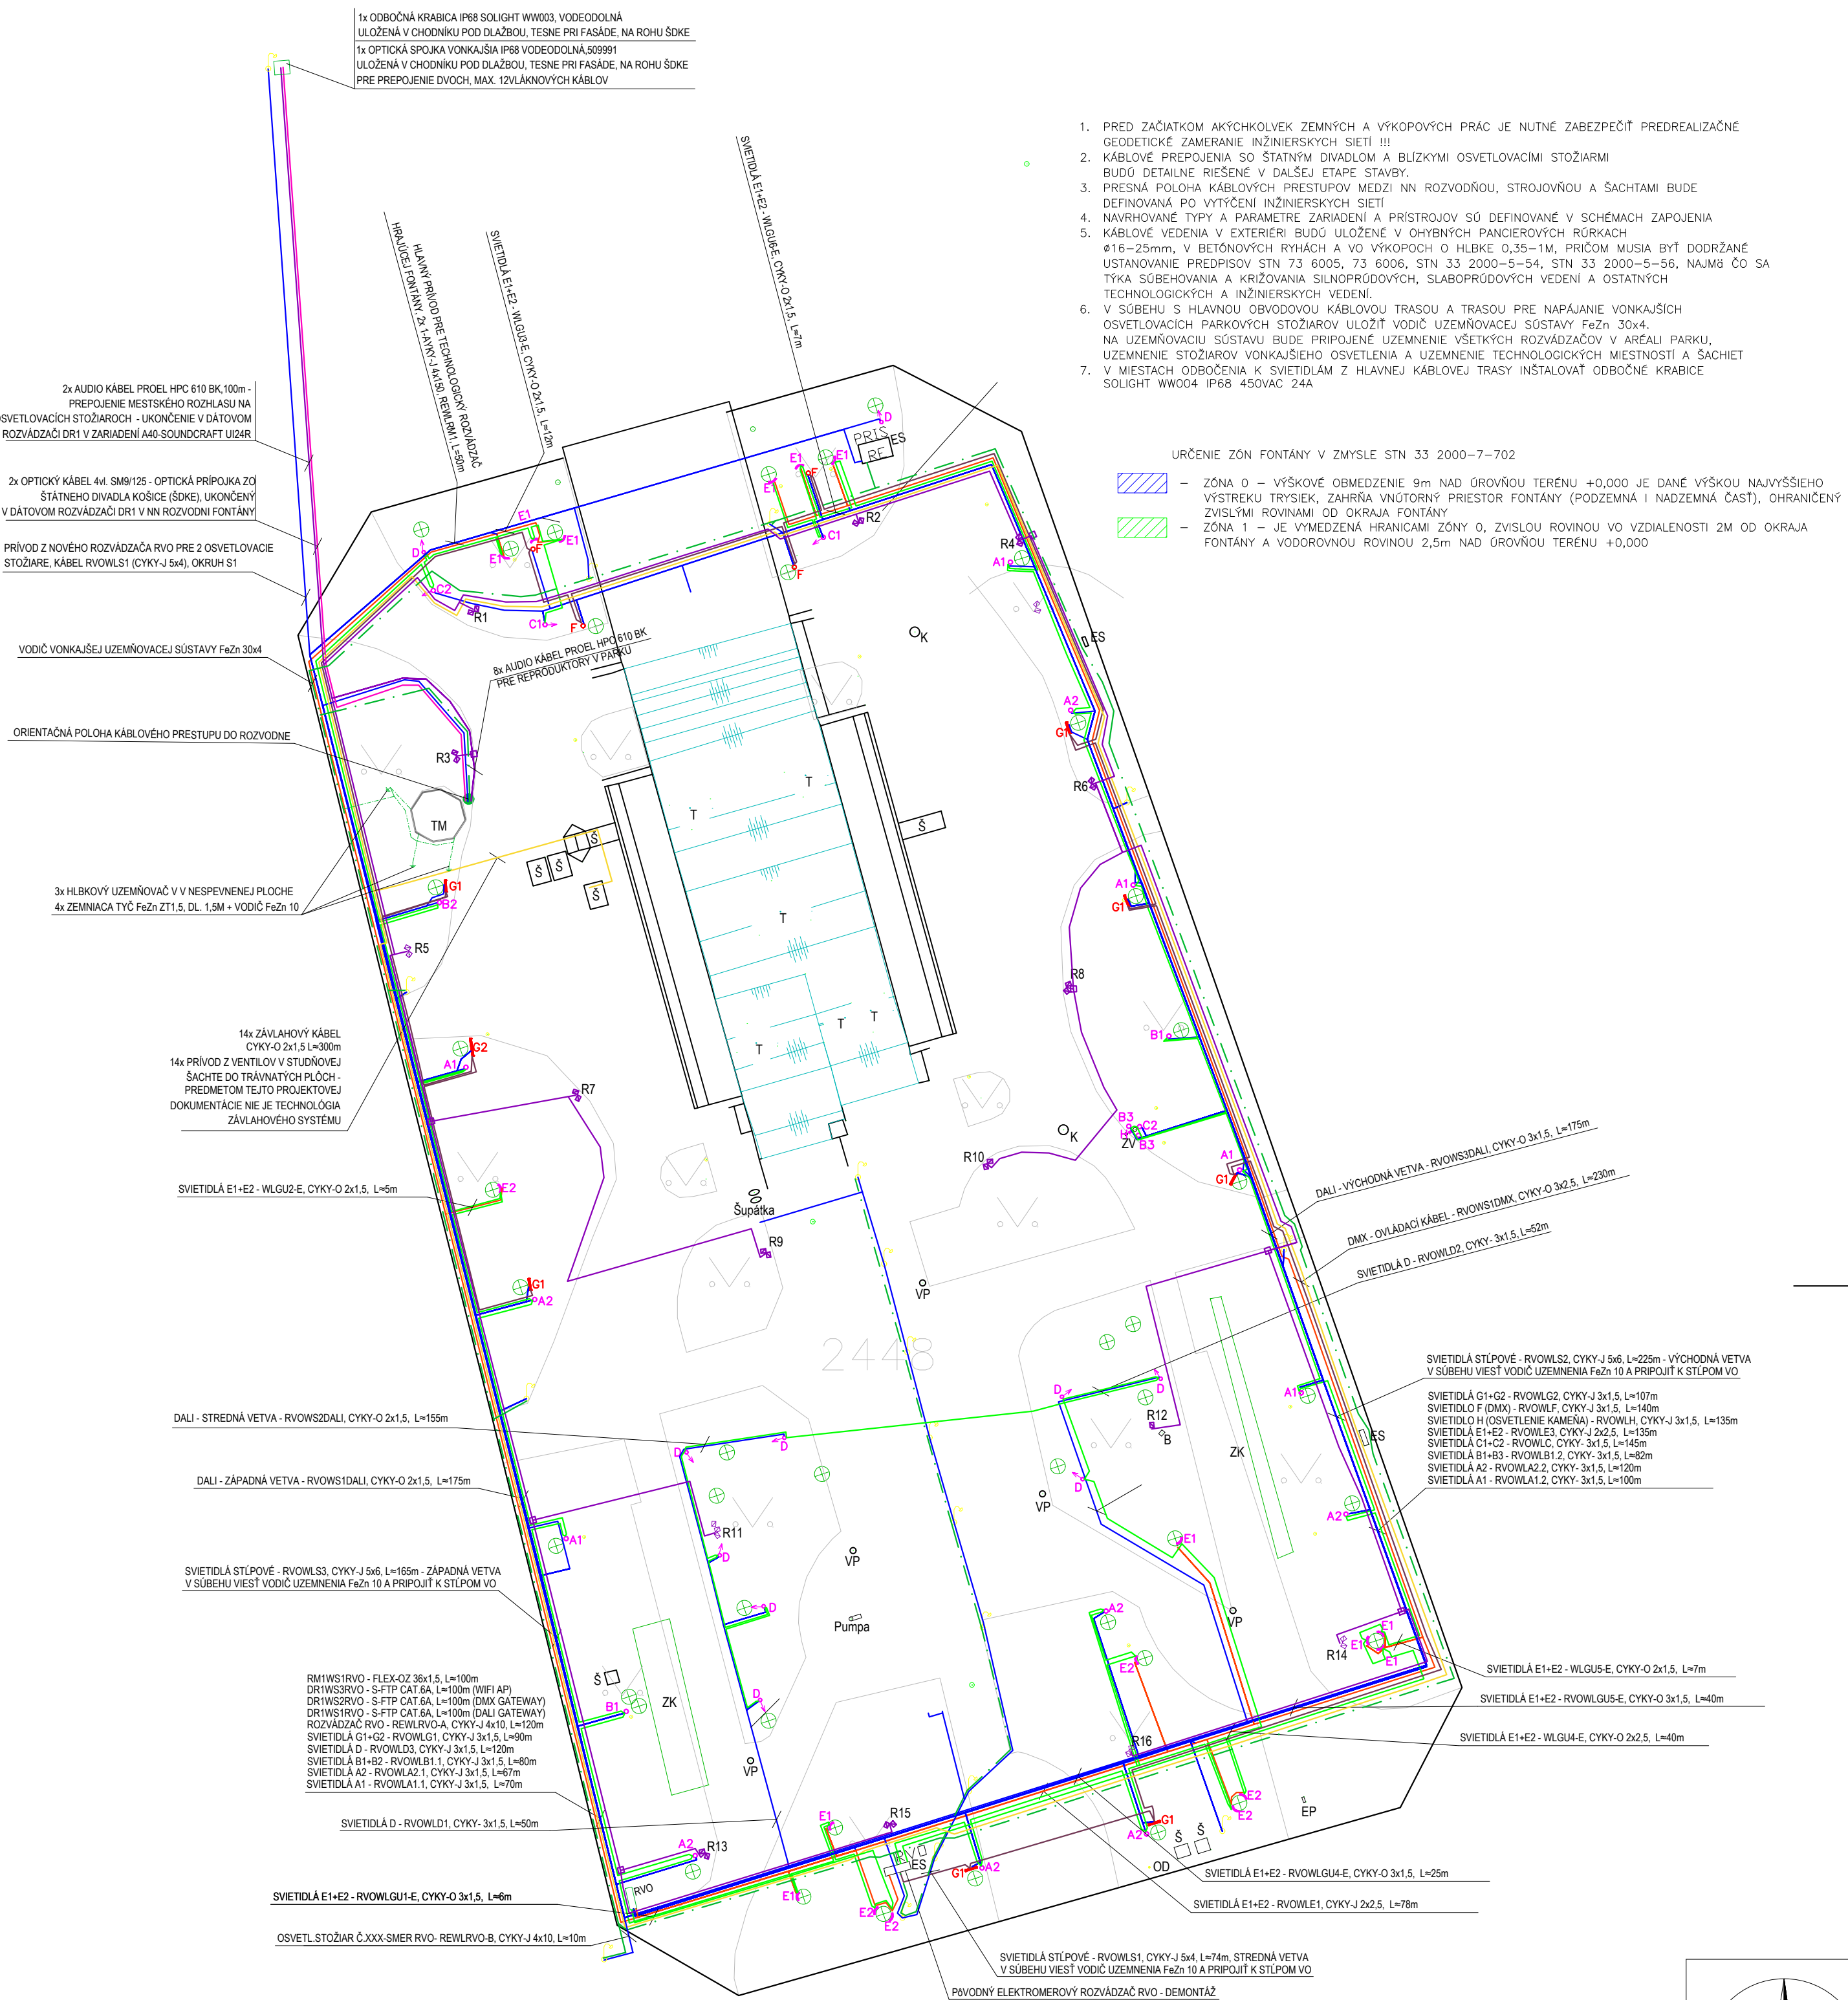 1x ODBOČNÁ KRABICA IP68 SOLIGHT WW003, VODEODOLNÁ
ULOŽENÁ V CHODNÍKU POD DLAŽBOU, TESNE PRI FASÁDE, NA ROHU ŠDKE
1x OPTICKÁ SPOJKA VONKAJŠIA IP68 VODEODOLNÁ,509991
ULOŽENÁ V CHODNÍKU POD DLAŽBOU, TESNE PRI FASÁDE, NA ROHU ŠDKE
PRE PREPOJENIE DVOCH, MAX. 12VLÁKNOVÝCH KÁBLOV
1. PRED ZAČIATKOM AKÝCHKOLVEK ZEMNÝCH A VÝKOPOVÝCH PRÁC JE NUTNÉ ZABEZPEČIŤ PREDREALIZAČNÉ
GEODETICKÉ ZAMERANIE INŽINIERSKYCH SIETÍ !!!
2. KÁBLOVÉ PREPOJENIA SO ŠTATNÝM DIVADLOM A BLÍZKYMI OSVETLOVACÍMI STOŽIARMI
BUDÚ DETAILNE RIEŠENÉ V DALŠEJ ETAPE STAVBY.
3. PRESNÁ POLOHA KÁBLOVÝCH PRESTUPOV MEDZI NN ROZVODŇOU, STROJOVŇOU A ŠACHTAMI BUDE
DEFINOVANÁ PO VYTÝČENÍ INŽINIERSKYCH SIETÍ
4. NAVRHOVANÉ TYPY A PARAMETRE ZARIADENÍ A PRÍSTROJOV SÚ DEFINOVANÉ V SCHÉMACH ZAPOJENIA
5. KÁBLOVÉ VEDENIA V EXTERIÉRI BUDÚ ULOŽENÉ V OHYBNÝCH PANCIEROVÝCH RÚRKACH
ø16-25mm, V BETÓNOVÝCH RYHÁCH A VO VÝKOPOCH O HLBKE 0,35-1M, PRIČOM MUSIA BYŤ DODRŽANÉ
USTANOVANIE PREDPISOV STN 73 6005, 73 6006, STN 33 2000-5-54, STN 33 2000-5-56, NAJMä ČO SA
TÝKA SÚBEHOVANIA A KRIŽOVANIA SILNOPRÚDOVÝCH, SLABOPRÚDOVÝCH VEDENÍ A OSTATNÝCH
TECHNOLOGICKÝCH A INŽINIERSKYCH VEDENÍ.
6. V SÚBEHU S HLAVNOU OBVODOVOU KÁBLOVOU TRASOU A TRASOU PRE NAPÁJANIE VONKAJŠÍCH
OSVETLOVACÍCH PARKOVÝCH STOŽIAROV ULOŽIŤ VODIČ UZEMŇOVACEJ SÚSTAVY FeZn 30x4.
NA UZEMŇOVACIU SÚSTAVU BUDE PRIPOJENÉ UZEMNENIE VŠETKÝCH ROZVÁDZAČOV V ARÉALI PARKU,
UZEMNENIE STOŽIAROV VONKAJŠIEHO OSVETLENIA A UZEMNENIE TECHNOLOGICKÝCH MIESTNOSTÍ A ŠACHIET
7. V MIESTACH ODBOČENIA K SVIETIDLÁM Z HLAVNEJ KÁBLOVEJ TRASY INŠTALOVAŤ ODBOČNÉ KRABICE
SOLIGHT WW004 IP68 450VAC 24A
URČENIE ZÓN FONTÁNY V ZMYSLE STN 33 2000-7-702
- ZÓNA 0 - VÝŠKOVÉ OBMEDZENIE 9m NAD ÚROVŇOU TERÉNU +0,000 JE DANÉ VÝŠKOU NAJVYŠŠIEHO
VÝSTREKU TRYSIEK, ZAHRŇA VNÚTORNÝ PRIESTOR FONTÁNY (PODZEMNÁ I NADZEMNÁ ČASŤ), OHRANIČENÝ
ZVISLÝMI ROVINAMI OD OKRAJA FONTÁNY
- ZÓNA 1 - JE VYMEDZENÁ HRANICAMI ZÓNY 0, ZVISLOU ROVINOU VO VZDIALENOSTI 2M OD OKRAJA
FONTÁNY A VODOROVNOU ROVINOU 2,5m NAD ÚROVŇOU TERÉNU +0,000
SVIETIDLÁ E1+E2 - WLGU6-E, CYKY-O 2x1,5, L≈7m
SVIETIDLÁ E1+E2 - WLGU3-E, CYKY-O 2x1,5, L≈12m
HLAVNÝ PRÍVOD PRE TECHNOLOGICKÝ ROZVÁDZAČ
HRAJÚCEJ FONTÁNY, 2x 1-AYKY-J 4x150, REWLRM1, L≈50m
2x AUDIO KÁBEL PROEL HPC 610 BK,100m -
PREPOJENIE MESTSKÉHO ROZHLASU NA
OSVETLOVACÍCH STOŽIAROCH - UKONČENIE V DÁTOVOM
ROZVÁDZAČI DR1 V ZARIADENÍ A40-SOUNDCRAFT UI24R
2x OPTICKÝ KÁBEL 4vl. SM9/125 - OPTICKÁ PRÍPOJKA ZO
ŠTÁTNEHO DIVADLA KOŠICE (ŠDKE), UKONČENÝ
V DÁTOVOM ROZVÁDZAČI DR1 V NN ROZVODNI FONTÁNY
PRÍVOD Z NOVÉHO ROZVÁDZAČA RVO PRE 2 OSVETLOVACIE
STOŽIARE, KÁBEL RVOWLS1 (CYKY-J 5x4), OKRUH S1
VODIČ VONKAJŠEJ UZEMŇOVACEJ SÚSTAVY FeZn 30x4
8x AUDIO KÁBEL PROEL HPC 610 BK
PRE REPRODUKTORY V PARKU
ORIENTAČNÁ POLOHA KÁBLOVÉHO PRESTUPU DO ROZVODNE
3x HLBKOVÝ UZEMŇOVAČ V V NESPEVNENEJ PLOCHE
4x ZEMNIACA TYČ FeZn ZT1,5, DL. 1,5M + VODIČ FeZn 10
14x ZÁVLAHOVÝ KÁBEL
CYKY-O 2x1,5 L≈300m
14x PRÍVOD Z VENTILOV V STUDŇOVEJ
ŠACHTE DO TRÁVNATÝCH PLÔCH -
PREDMETOM TEJTO PROJEKTOVEJ
DOKUMENTÁCIE NIE JE TECHNOLÓGIA
ZÁVLAHOVÉHO SYSTÉMU
SVIETIDLÁ E1+E2 - WLGU2-E, CYKY-O 2x1,5, L≈5m
DALI - STREDNÁ VETVA - RVOWS2DALI, CYKY-O 2x1,5, L≈155m
DALI - ZÁPADNÁ VETVA - RVOWS1DALI, CYKY-O 2x1,5, L≈175m
SVIETIDLÁ STĹPOVÉ - RVOWLS3, CYKY-J 5x6, L≈165m - ZÁPADNÁ VETVA
V SÚBEHU VIESŤ VODIČ UZEMNENIA FeZn 10 A PRIPOJIŤ K STĹPOM VO
RM1WS1RVO - FLEX-OZ 36x1,5, L≈100m
DR1WS3RVO - S-FTP CAT.6A, L≈100m (WIFI AP)
DR1WS2RVO - S-FTP CAT.6A, L≈100m (DMX GATEWAY)
DR1WS1RVO - S-FTP CAT.6A, L≈100m (DALI GATEWAY)
ROZVÁDZAČ RVO - REWLRVO-A, CYKY-J 4x10, L≈120m
SVIETIDLÁ G1+G2 - RVOWLG1, CYKY-J 3x1,5, L≈90m
SVIETIDLÁ D - RVOWLD3, CYKY-J 3x1,5, L≈120m
SVIETIDLÁ B1+B2 - RVOWLB1.1, CYKY-J 3x1,5, L≈80m
SVIETIDLÁ A2 - RVOWLA2.1, CYKY-J 3x1,5, L≈67m
SVIETIDLÁ A1 - RVOWLA1.1, CYKY-J 3x1,5, L≈70m
SVIETIDLÁ D - RVOWLD1, CYKY- 3x1,5, L≈50m
SVIETIDLÁ E1+E2 - RVOWLGU1-E, CYKY-O 3x1,5, L≈6m
OSVETL.STOŽIAR Č.XXX-SMER RVO- REWLRVO-B, CYKY-J 4x10, L≈10m
DALI - VÝCHODNÁ VETVA - RVOWS3DALI, CYKY-O 3x1,5, L≈175m
DMX - OVLÁDACÍ KÁBEL - RVOWS1DMX, CYKY-O 3x2,5, L≈230m
SVIETIDLÁ D - RVOWLD2, CYKY- 3x1,5, L≈52m
SVIETIDLÁ STĹPOVÉ - RVOWLS2, CYKY-J 5x6, L≈225m - VÝCHODNÁ VETVA
V SÚBEHU VIESŤ VODIČ UZEMNENIA FeZn 10 A PRIPOJIŤ K STĹPOM VO
SVIETIDLÁ G1+G2 - RVOWLG2, CYKY-J 3x1,5, L≈107m
SVIETIDLO F (DMX) - RVOWLF, CYKY-J 3x1,5, L≈140m
SVIETIDLO H (OSVETLENIE KAMEŇA) - RVOWLH, CYKY-J 3x1,5, L≈135m
SVIETIDLÁ E1+E2 - RVOWLE3, CYKY-J 2x2,5, L≈135m
SVIETIDLÁ C1+C2 - RVOWLC, CYKY- 3x1,5, L≈145m
SVIETIDLÁ B1+B3 - RVOWLB1.2, CYKY- 3x1,5, L≈82m
SVIETIDLÁ A2 - RVOWLA2.2, CYKY- 3x1,5, L≈120m
SVIETIDLÁ A1 - RVOWLA1.2, CYKY- 3x1,5, L≈100m
SVIETIDLÁ E1+E2 - WLGU5-E, CYKY-O 2x1,5, L≈7m
SVIETIDLÁ E1+E2 - RVOWLGU5-E, CYKY-O 3x1,5, L≈40m
SVIETIDLÁ E1+E2 - WLGU4-E, CYKY-O 2x2,5, L≈40m
SVIETIDLÁ E1+E2 - RVOWLGU4-E, CYKY-O 3x1,5, L≈25m
SVIETIDLÁ E1+E2 - RVOWLE1, CYKY-J 2x2,5, L≈78m
SVIETIDLÁ STĹPOVÉ - RVOWLS1, CYKY-J 5x4, L≈74m, STREDNÁ VETVA
V SÚBEHU VIESŤ VODIČ UZEMNENIA FeZn 10 A PRIPOJIŤ K STĹPOM VO
PôVODNÝ ELEKTROMEROVÝ ROZVÁDZAČ RVO - DEMONTÁŽ
PRIS
RE
ES
R1
R2
R3
R4
R5
R6
R7
R8
R9
R10
R11
R12
R13
R14
R15
R16
TM
Šupátka
2448
Pumpa
ZK
ZK
VP
VP
VP
VP
VP
ZV
EP
OD
RVO
RVO
ES
ES
ES